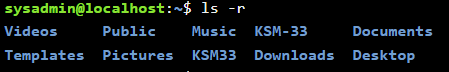 sysadmin@localhost:~$ ls -r
Videos Public Music KSM-33 Documents
Templates Pictures KSM33 Downloads Desktop